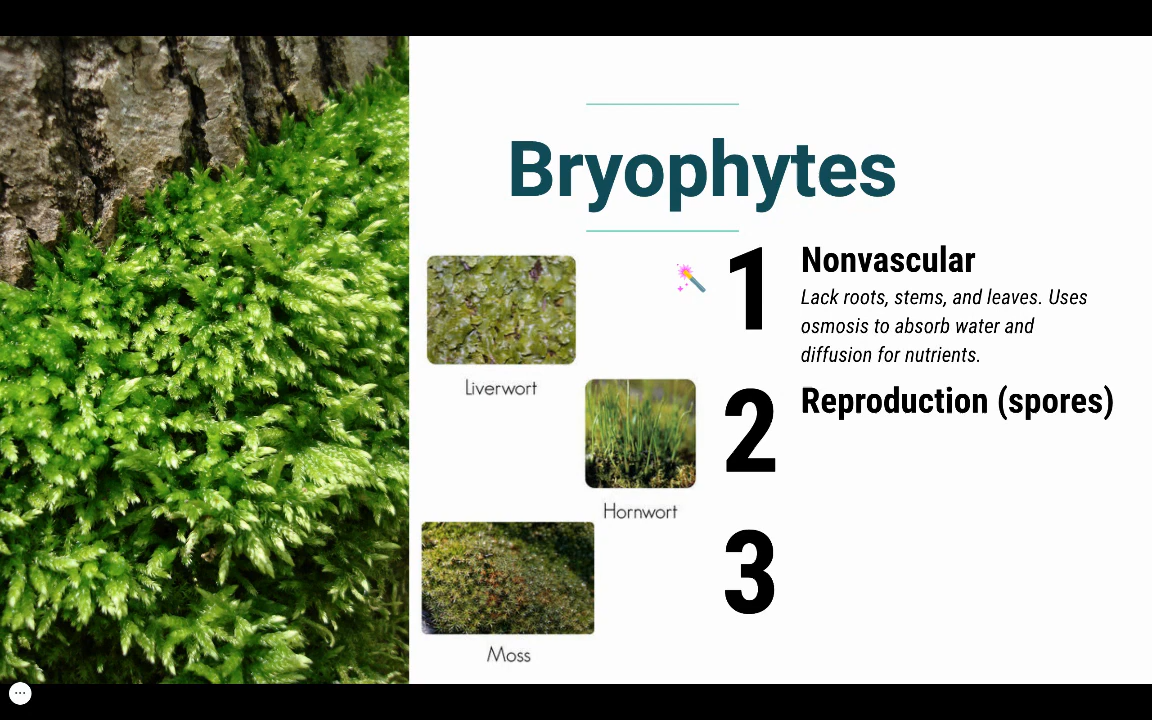 Bryophytes
Liverwort
Hornwort
Moss
1
Nonvascular
Lack roots, stems, and leaves. Uses
osmosis to absorb water and
diffusion for nutrients.
2
Reproduction (spores)
3